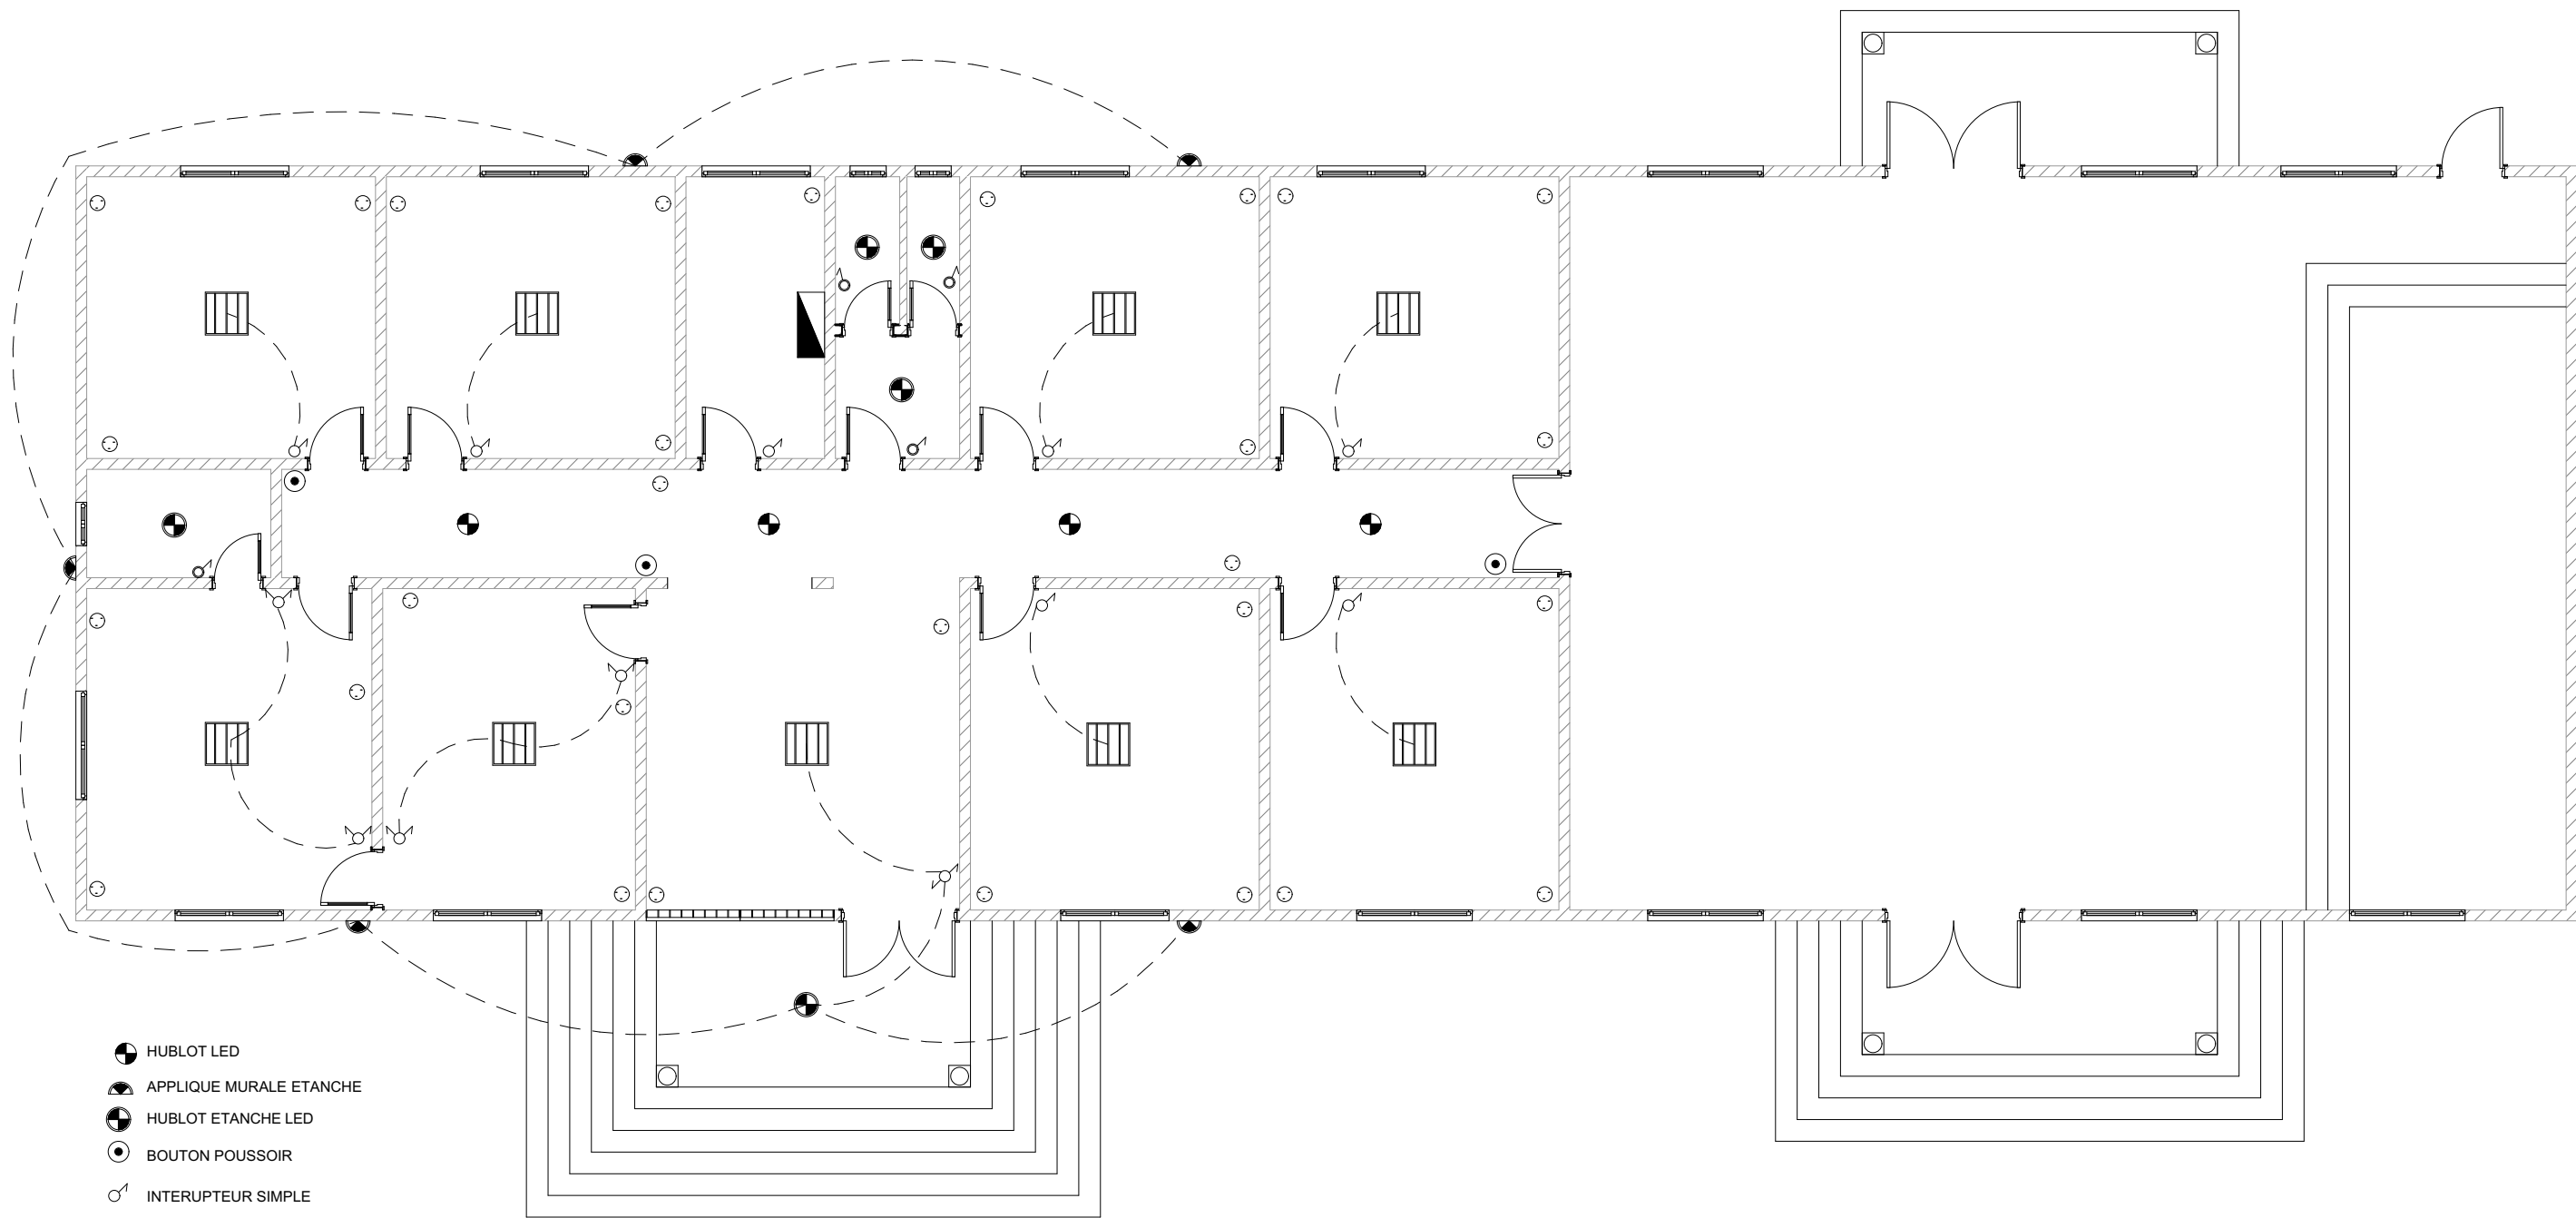 HUBLOT LED
APPLIQUE MURALE ETANCHE
HUBLOT ETANCHE LED
BOUTON POUSSOIR
INTERUPTEUR SIMPLE